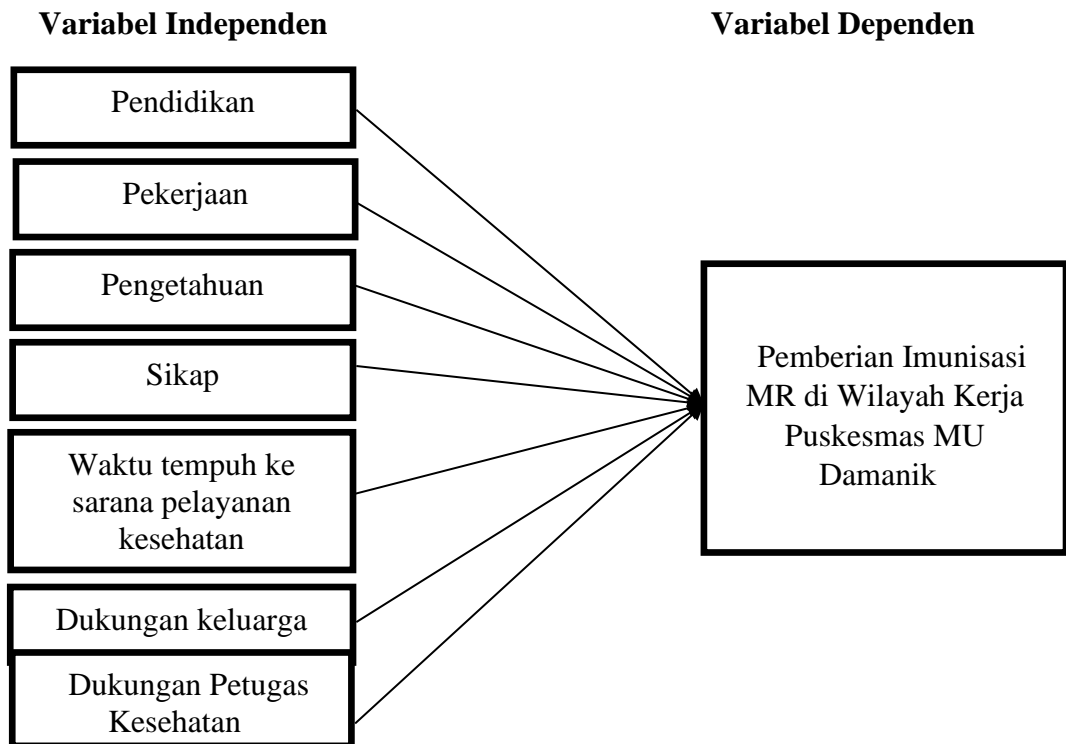 Variabel Independen
Variabel Dependen
Pendidikan
Pekerjaan
Pengetahuan
Sikap
Waktu tempuh ke
sarana pelayanan
kesehatan
Dukungan keluarga
Dukungan Petugas
Kesehatan
Pemberian Imunisasi
MR di Wilayah Kerja
Puskesmas MU
Damanik